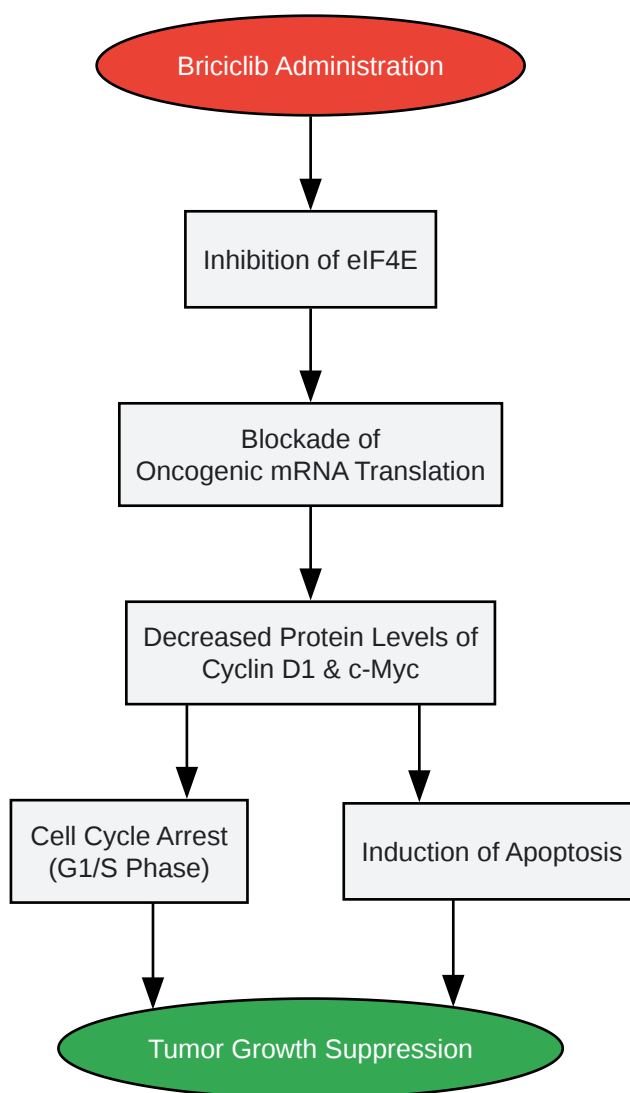 Briciclib Administration
Inhibition of eIF4E
Blockade of
Oncogenic mRNA Translation
Decreased Protein Levels of
Cyclin D1 & c-Myc
Cell Cycle Arrest
(G1/S Phase)
Induction of Apoptosis
Tumor Growth Suppression